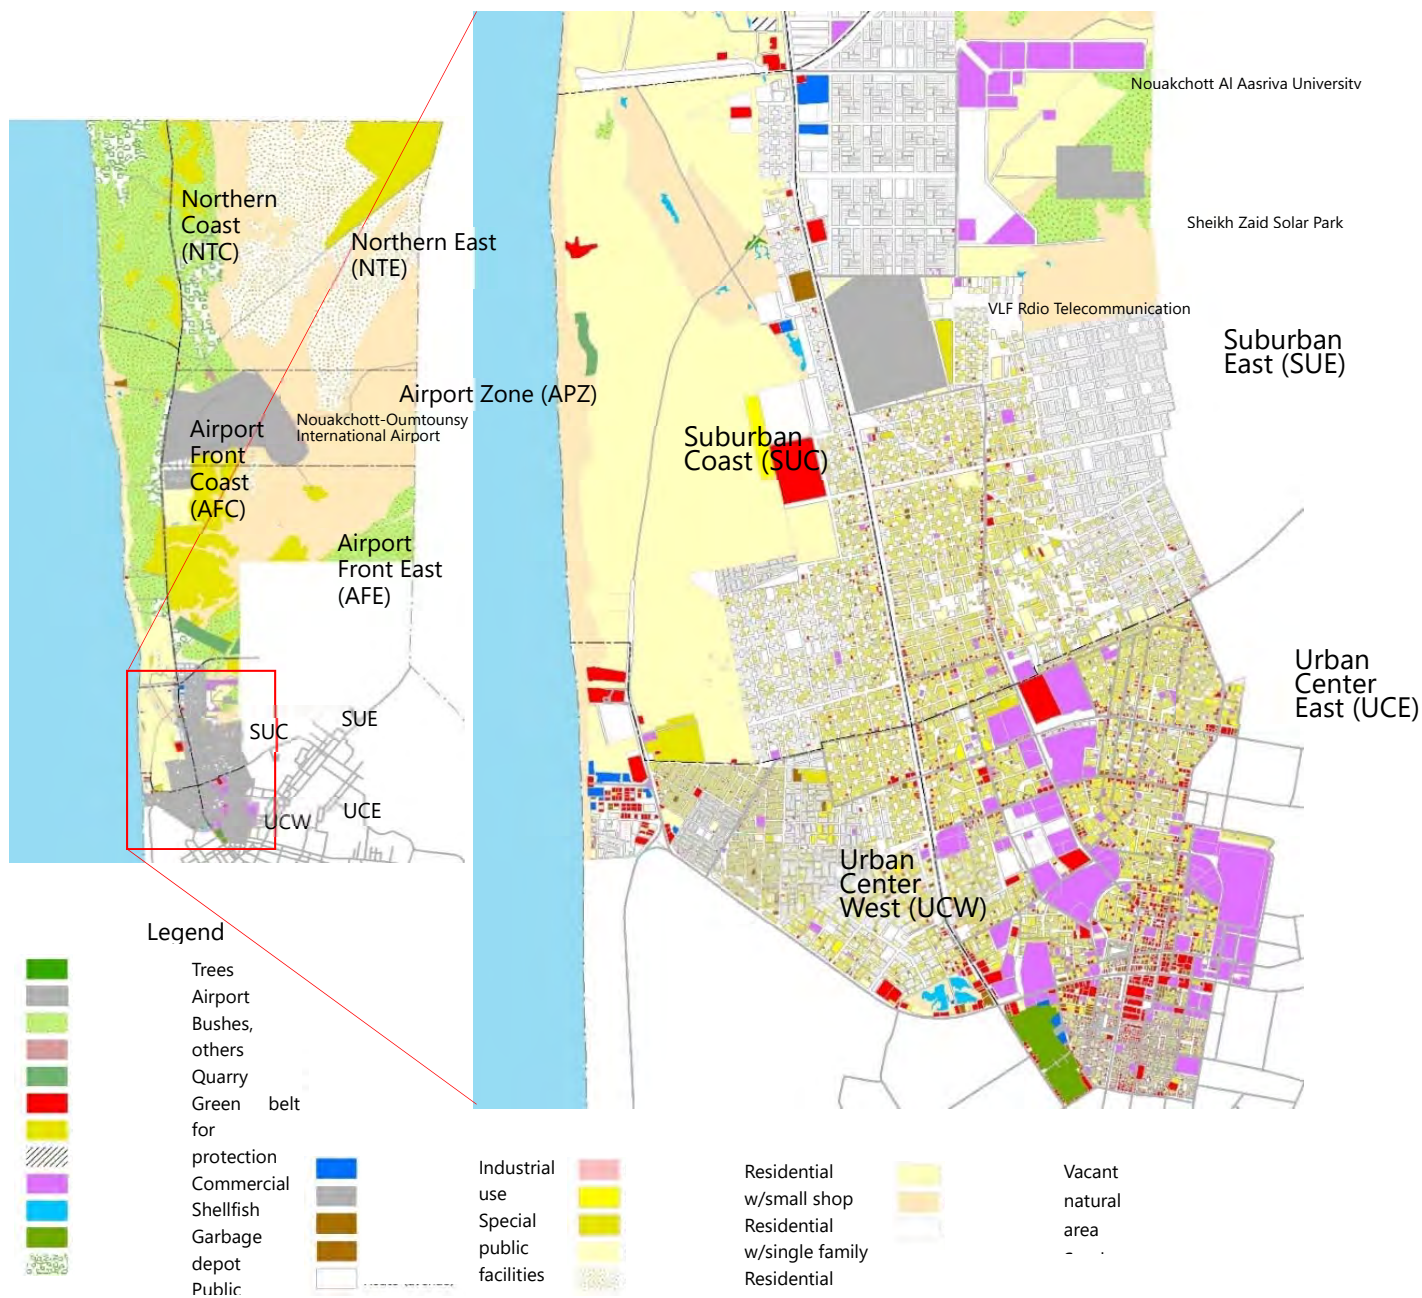 Nouakchott Al Aasriva Universitv
Northern
Coast
(NTC)
Northern East
(NTE)
Sheikh Zaid Solar Park
VLF Rdio Telecommunication
Suburban
East (SUE)
Airport Zone (APZ)
Nouakchott-Oumtounsy
International Airport
Airport
Front
Coast
(AFC)
Suburban
Coast (SUC)
Airport
Front East
(AFE)
Urban
Center
East (UCE)
SUC
SUE
UCE
UCW
Urban
Center
West (UCW)
Legend
Trees
Airport
Bushes,
others
Quarry
Green belt
for
protection
Commercial
Shellfish
Garbage
depot
Public
Industrial
use
Special
public
facilities
Residential
w/small shop
Residential
w/single family
Residential
Vacant
natural
area